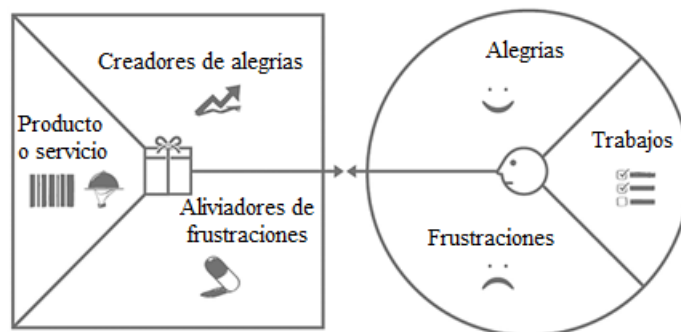 Creadores de alegrias
Producto
o servicio
Aliviadores de
frustraciones
Alegrias
Trabajos
Frustraciones